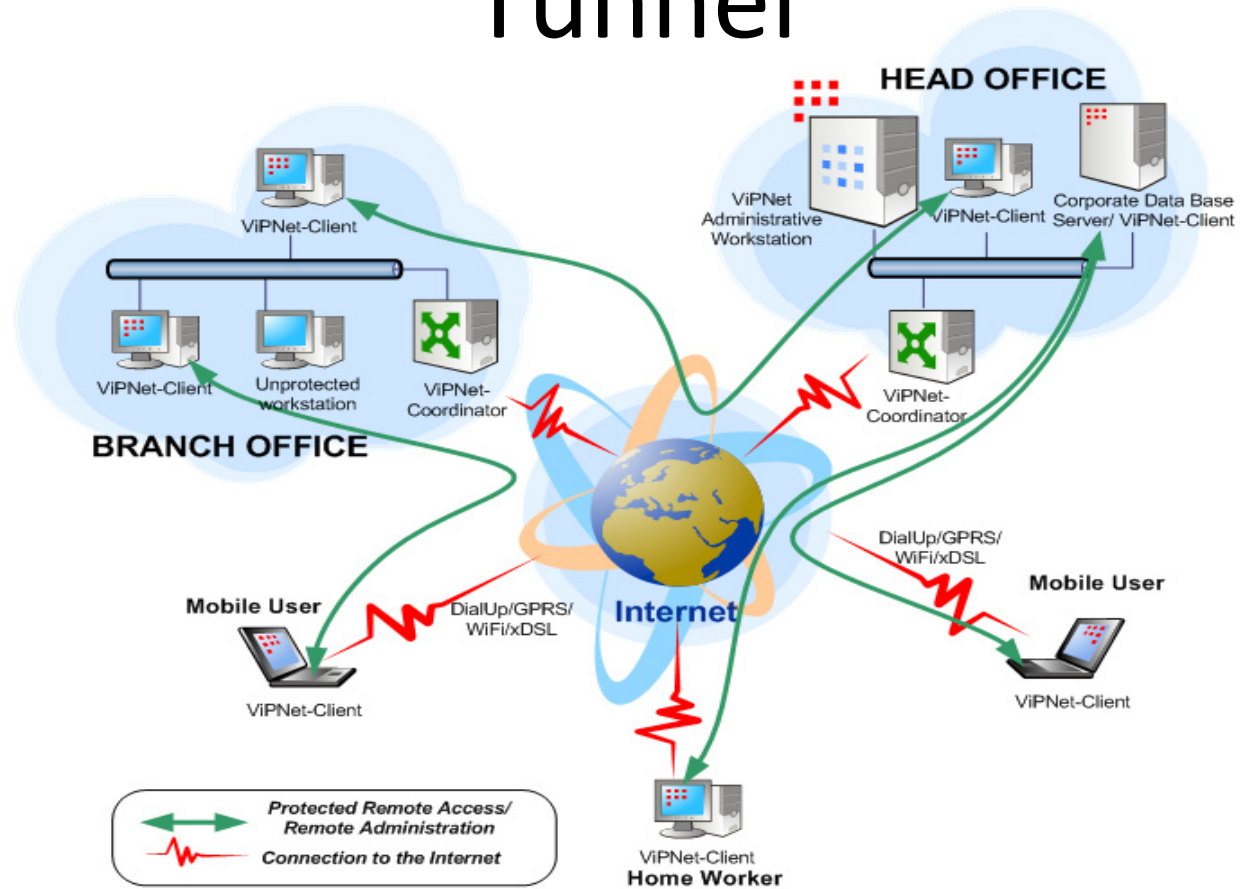 Tunnel
HEAD OFFICE
ViPNet
Administrative
Workstation
ViPNet-Client
Corporate Data Base
Server/ ViPNet-Client
ViPNet-
Coordinator
ViPNet-Client
ViPNet-Client
Unprotected
workstation
ViPNet-
Coordinator
BRANCH OFFICE
Internet
Mobile User
DialUp/GPRS/
WiFi/xDSL
ViPNet-Client
DialUp/GPRS/
WiFi/xDSL
Mobile User
ViPNet-Client
ViPNet-Client
Home Worker
Protected Remote Access/
Remote Administration
Connection to the Internet